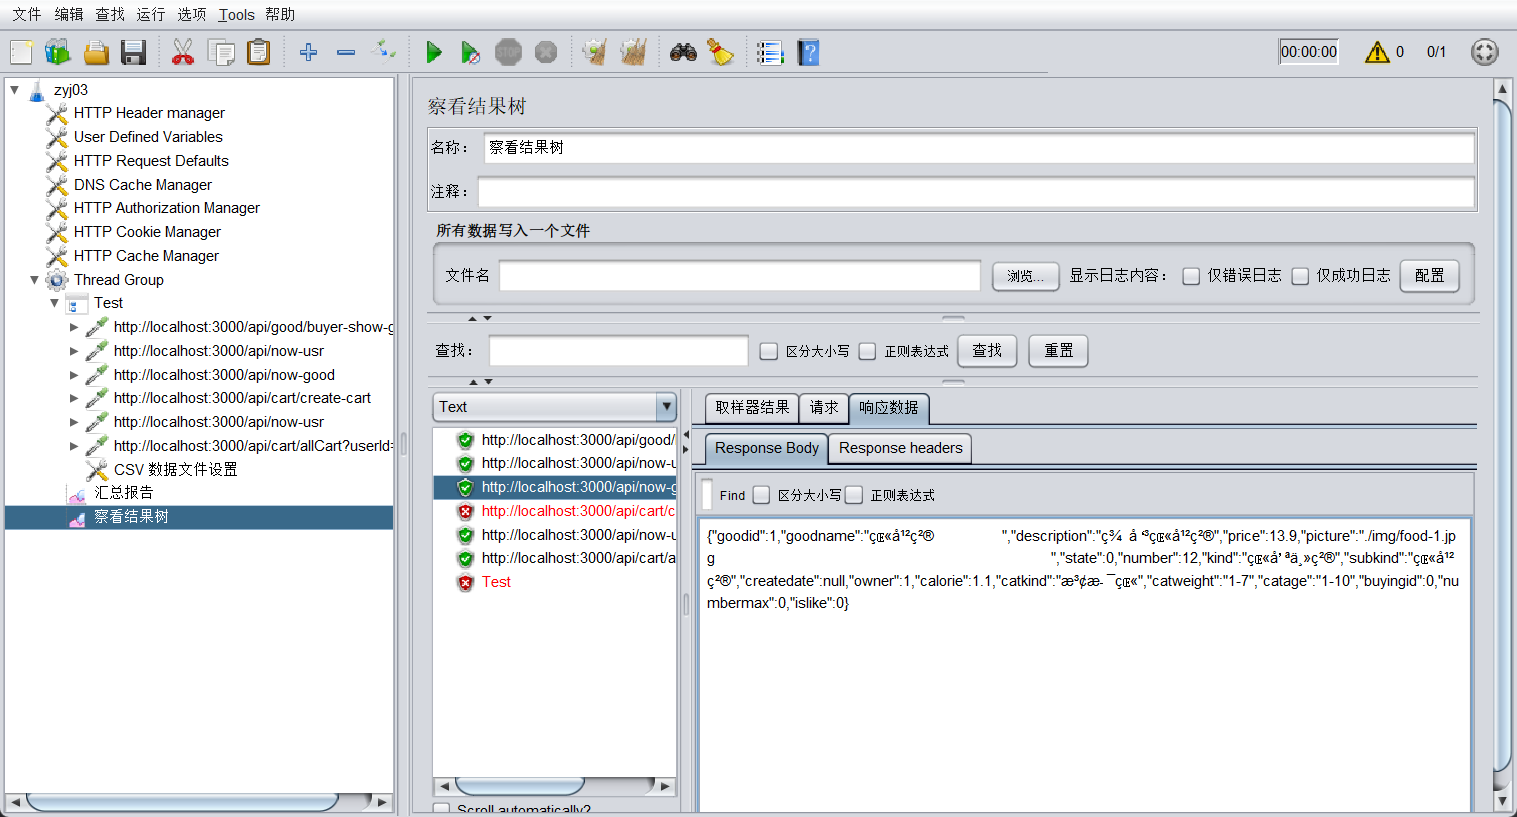 文件 编辑 查找 运行 选项 Tools 帮助
00:00:00 0 0/1
zyj03
HTTP Header manager
User Defined Variables
HTTP Request Defaults
DNS Cache Manager
HTTP Authorization Manager
HTTP Cookie Manager
HTTP Cache Manager
Thread Group
Test
http://localhost:3000/api/good/buyer-show-g
http://localhost:3000/api/now-usr
http://localhost:3000/api/now-good
http://localhost:3000/api/cart/create-cart
http://localhost:3000/api/now-usr
http://localhost:3000/api/cart/allCart?userId=
CSV 数据文件设置
汇总报告
察看结果树
察看结果树
名称： 察看结果树
注释：
所有数据写入一个文件
文件名 浏览... 显示日志内容： 仅错误日志 仅成功日志 配置
查找： 区分大小写 正则表达式 查找 重置
Text
http://localhost:3000/api/good/
http://localhost:3000/api/now-u
http://localhost:3000/api/now-g
http://localhost:3000/api/cart/c
http://localhost:3000/api/now-u
http://localhost:3000/api/cart/a
Test
Scroll automatically?
取样器结果 请求 响应数据
Response Body Response headers
Find 区分大小写 正则表达式
{"goodid":1,"goodname":"çœ«å¹²ç²® ","description":"ç¾ å ³çœ«å¹²ç²®","price":13.9,"picture":"./img/food-1.jp
g ","state":0,"number":12,"kind":"çœ«å’ªä¸»ç²®","subkind":"çœ«å¹²
ç²®","createdate":null,"owner":1,"calorie":1.1,"catkind":"æ³¢æ–¯çœ«","catweight":"1-7","catage":"1-10","buyingid":0,"nu
mbermax":0,"islike":0}